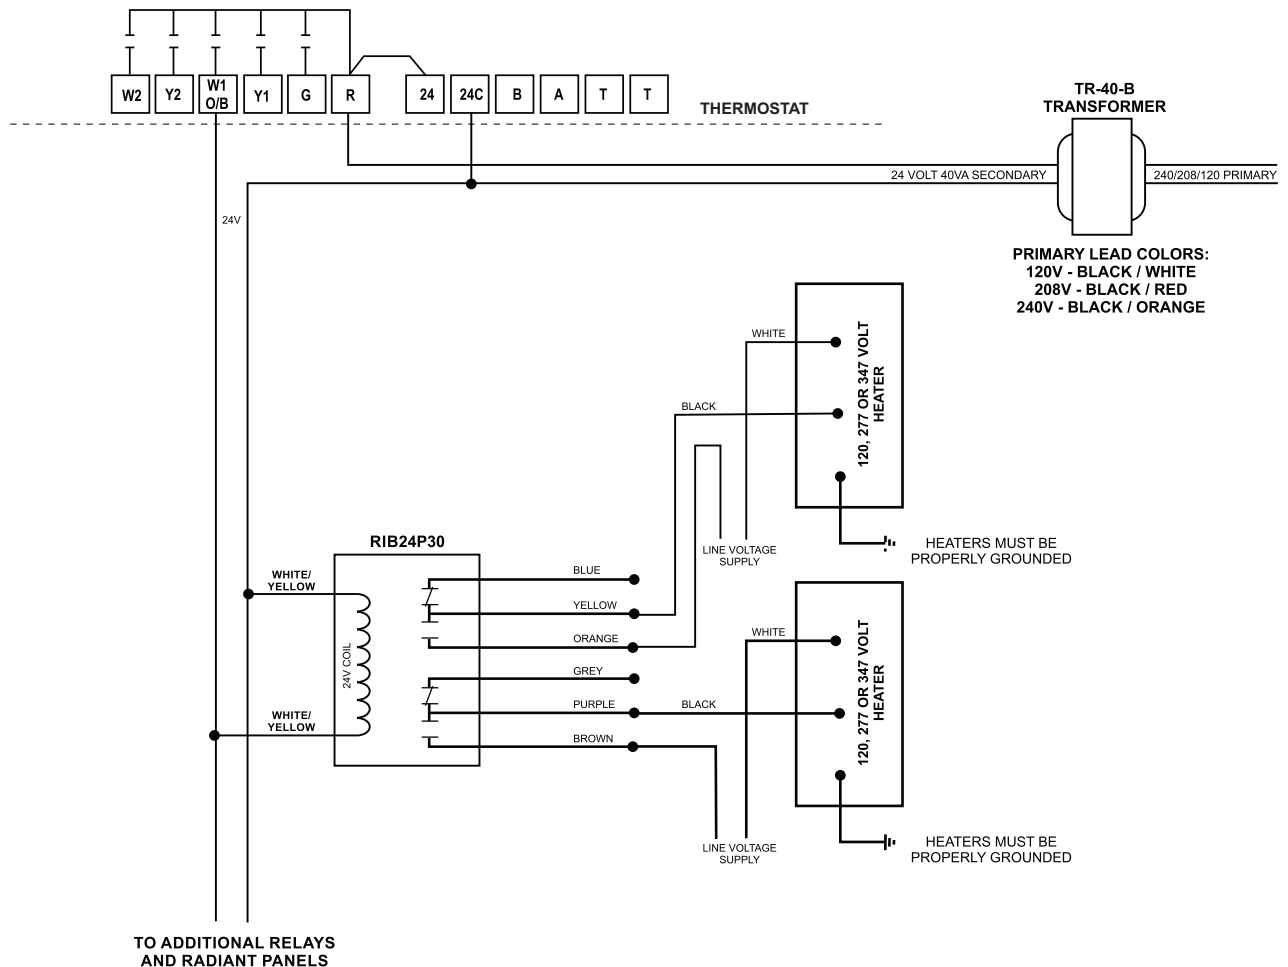 W2
Y2
W1
O/B
Y1
G
R
24
24C
B
A
T
T
THERMOSTAT
TR-40-B
TRANSFORMER
24 VOLT 40VA SECONDARY
240/208/120 PRIMARY
24V
PRIMARY LEAD COLORS:
120V - BLACK / WHITE
208V - BLACK / RED
240V - BLACK / ORANGE
WHITE
BLACK
120, 277 OR 347 VOLT
HEATER
LINE VOLTAGE
SUPPLY
HEATERS MUST BE
PROPERLY GROUNDED
RIB24P30
WHITE/
YELLOW
24V COIL
WHITE/
YELLOW
BLUE
YELLOW
ORANGE
GREY
PURPLE
BROWN
WHITE
BLACK
120, 277 OR 347 VOLT
HEATER
LINE VOLTAGE
SUPPLY
HEATERS MUST BE
PROPERLY GROUNDED
TO ADDITIONAL RELAYS
AND RADIANT PANELS